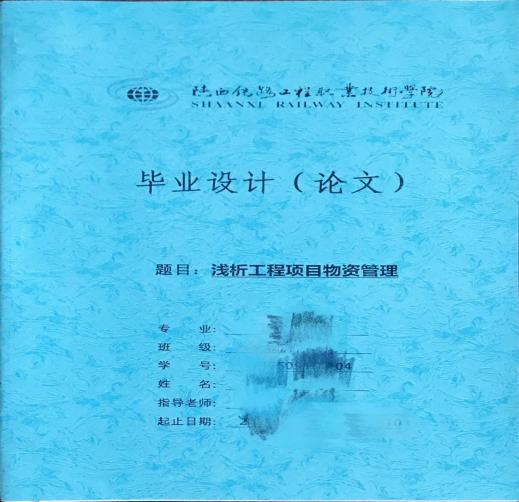 陕西铁路工程职业技术学院
SHAANXI RAILWAY INSTITUTE
毕业设计（论文）
题目：浅析工程项目物资管理
专 业：
班 级：
学 号： 04
姓 名：
指导老师：
起止日期： 2